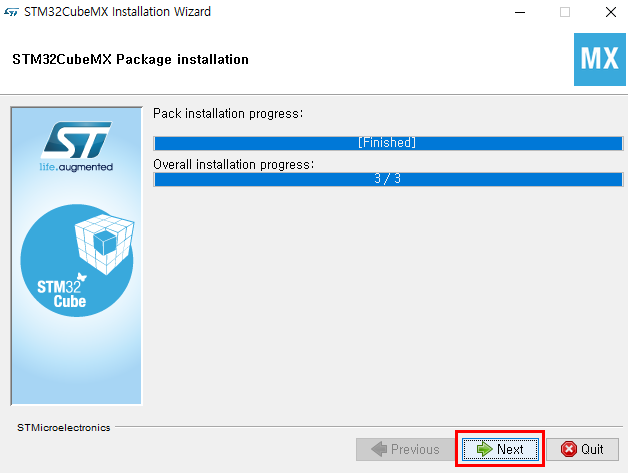 STM32CubeMX Installation Wizard
STM32CubeMX Package installation
MX
Pack installation progress:
[Finished]
Overall installation progress:
3 / 3
ST
life.augmented
STM32
Cube
STMicroelectronics
Previous
Next
Quit